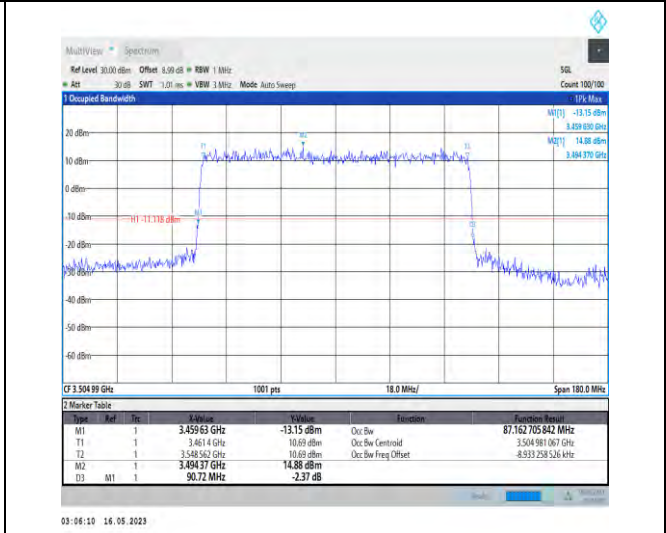 MultiView Spectrum
Ref Level 30.00 dBm Offset 8.99 dB RBW 1 MHz SGL
Att 30 dB SWT 1.01 ms VBW 3 MHz Mode Auto Sweep Count 100/100
1 Occupied Bandwidth 1Pk Max
M1[1] -13.15 dBm
3.459 630 GHz
20 dBm M2 M2[1] 14.88 dBm
T1 T2 3.494 370 GHz
10 dBm
0 dBm
-10 dBm H1 -11.118 dBm M1
D3
-20 dBm
-30 dBm
-40 dBm
-50 dBm
-60 dBm
CF 3.504 99 GHz 1001 pts 18.0 MHz/ Span 180.0 MHz
2 Marker Table
Type Ref Trc X-Value Y-Value Function Function Result
M1 1 3.459 63 GHz -13.15 dBm Occ Bw 87.162 705 842 MHz
T1 1 3.461 4 GHz 10.69 dBm Occ Bw Centroid 3.504 981 067 GHz
T2 1 3.548 562 GHz 10.69 dBm Occ Bw Freq Offset -8.933 258 526 kHz
M2 1 3.494 37 GHz 14.88 dBm
D3 M1 1 90.72 MHz -2.37 dB
03:06:10 16.05.2023